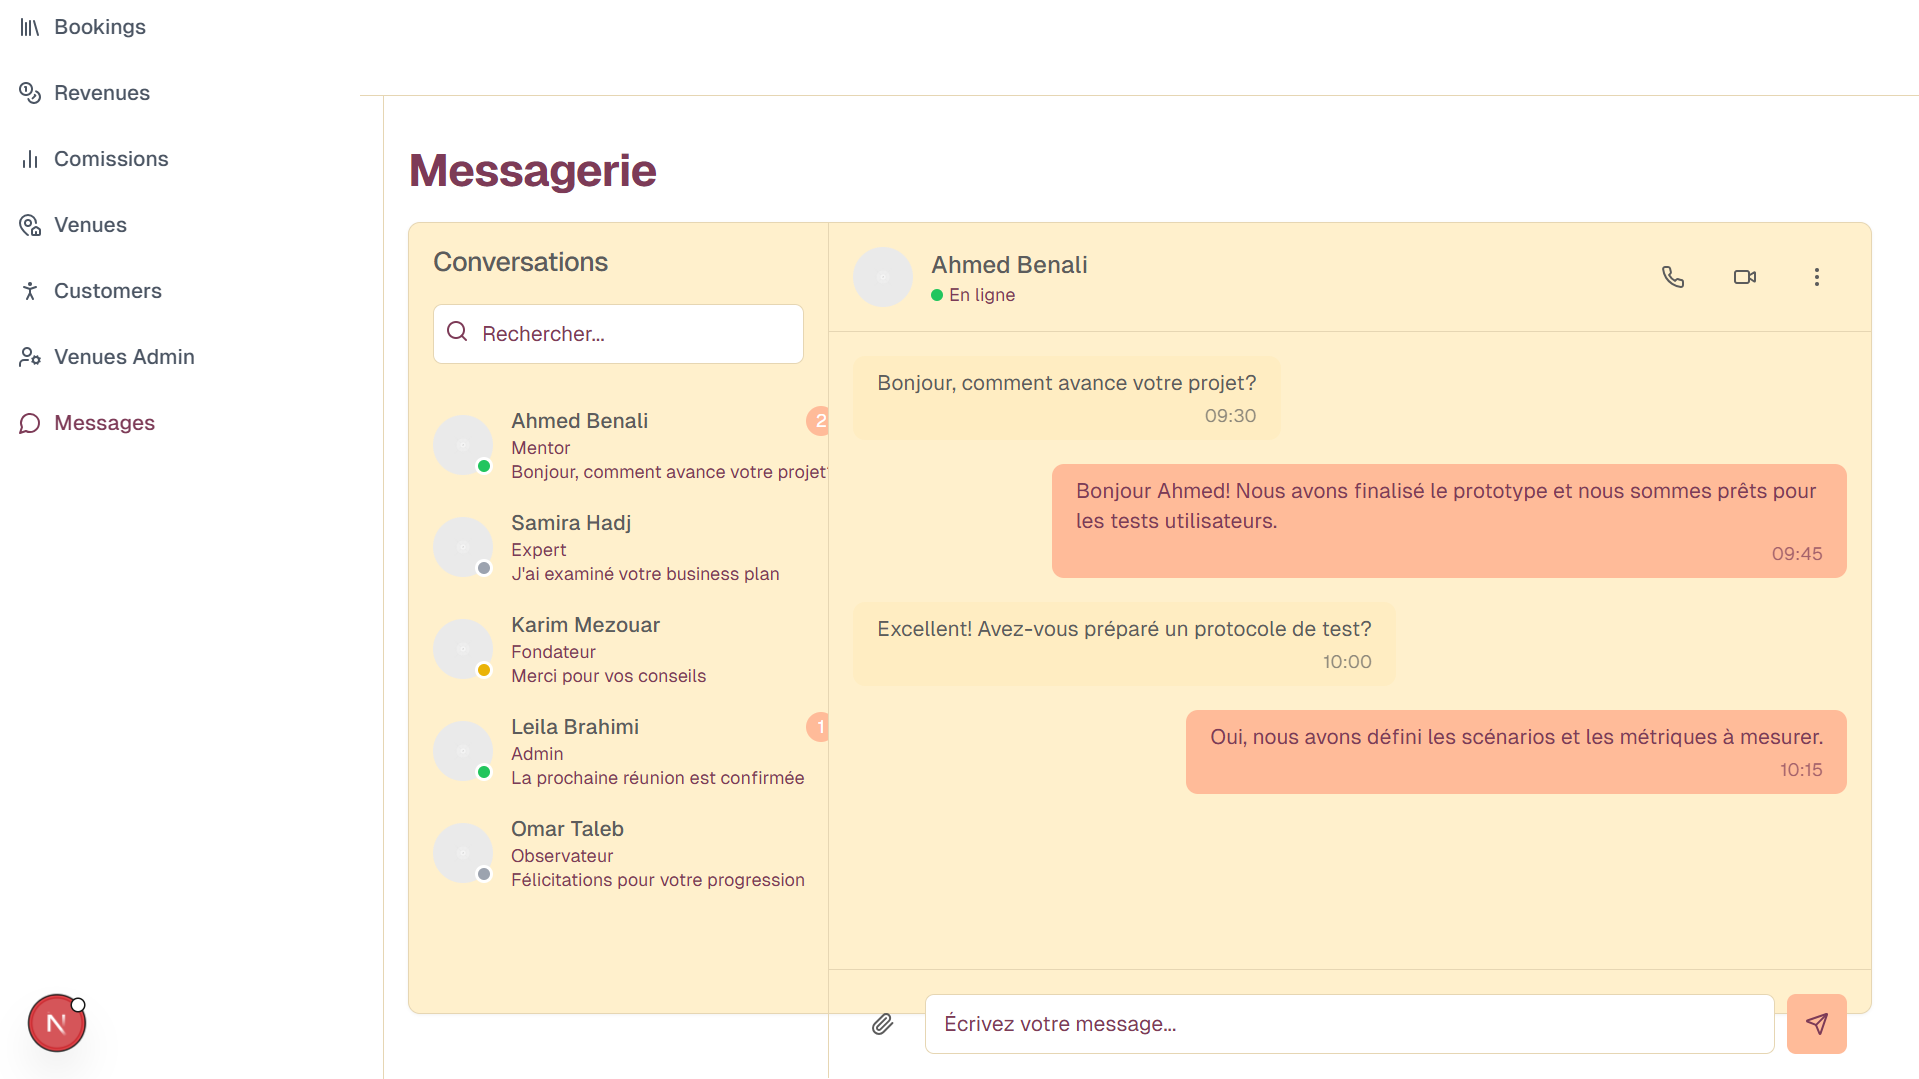 Bookings
Revenues
Comissions
Venues
Customers
Venues Admin
Messages
N
Messagerie
Conversations
Rechercher...
Ahmed Benali
2
Mentor
Bonjour, comment avance votre projet?
Samira Hadj
Expert
J'ai examiné votre business plan
Karim Mezouar
Fondateur
Merci pour vos conseils
Leila Brahimi
1
Admin
La prochaine réunion est confirmée
Omar Taleb
Observateur
Félicitations pour votre progression
Ahmed Benali
En ligne
Bonjour, comment avance votre projet?
09:30
Bonjour Ahmed! Nous avons finalisé le prototype et nous sommes prêts pour
les tests utilisateurs.
09:45
Excellent! Avez-vous préparé un protocole de test?
10:00
Oui, nous avons défini les scénarios et les métriques à mesurer.
10:15
Écrivez votre message...